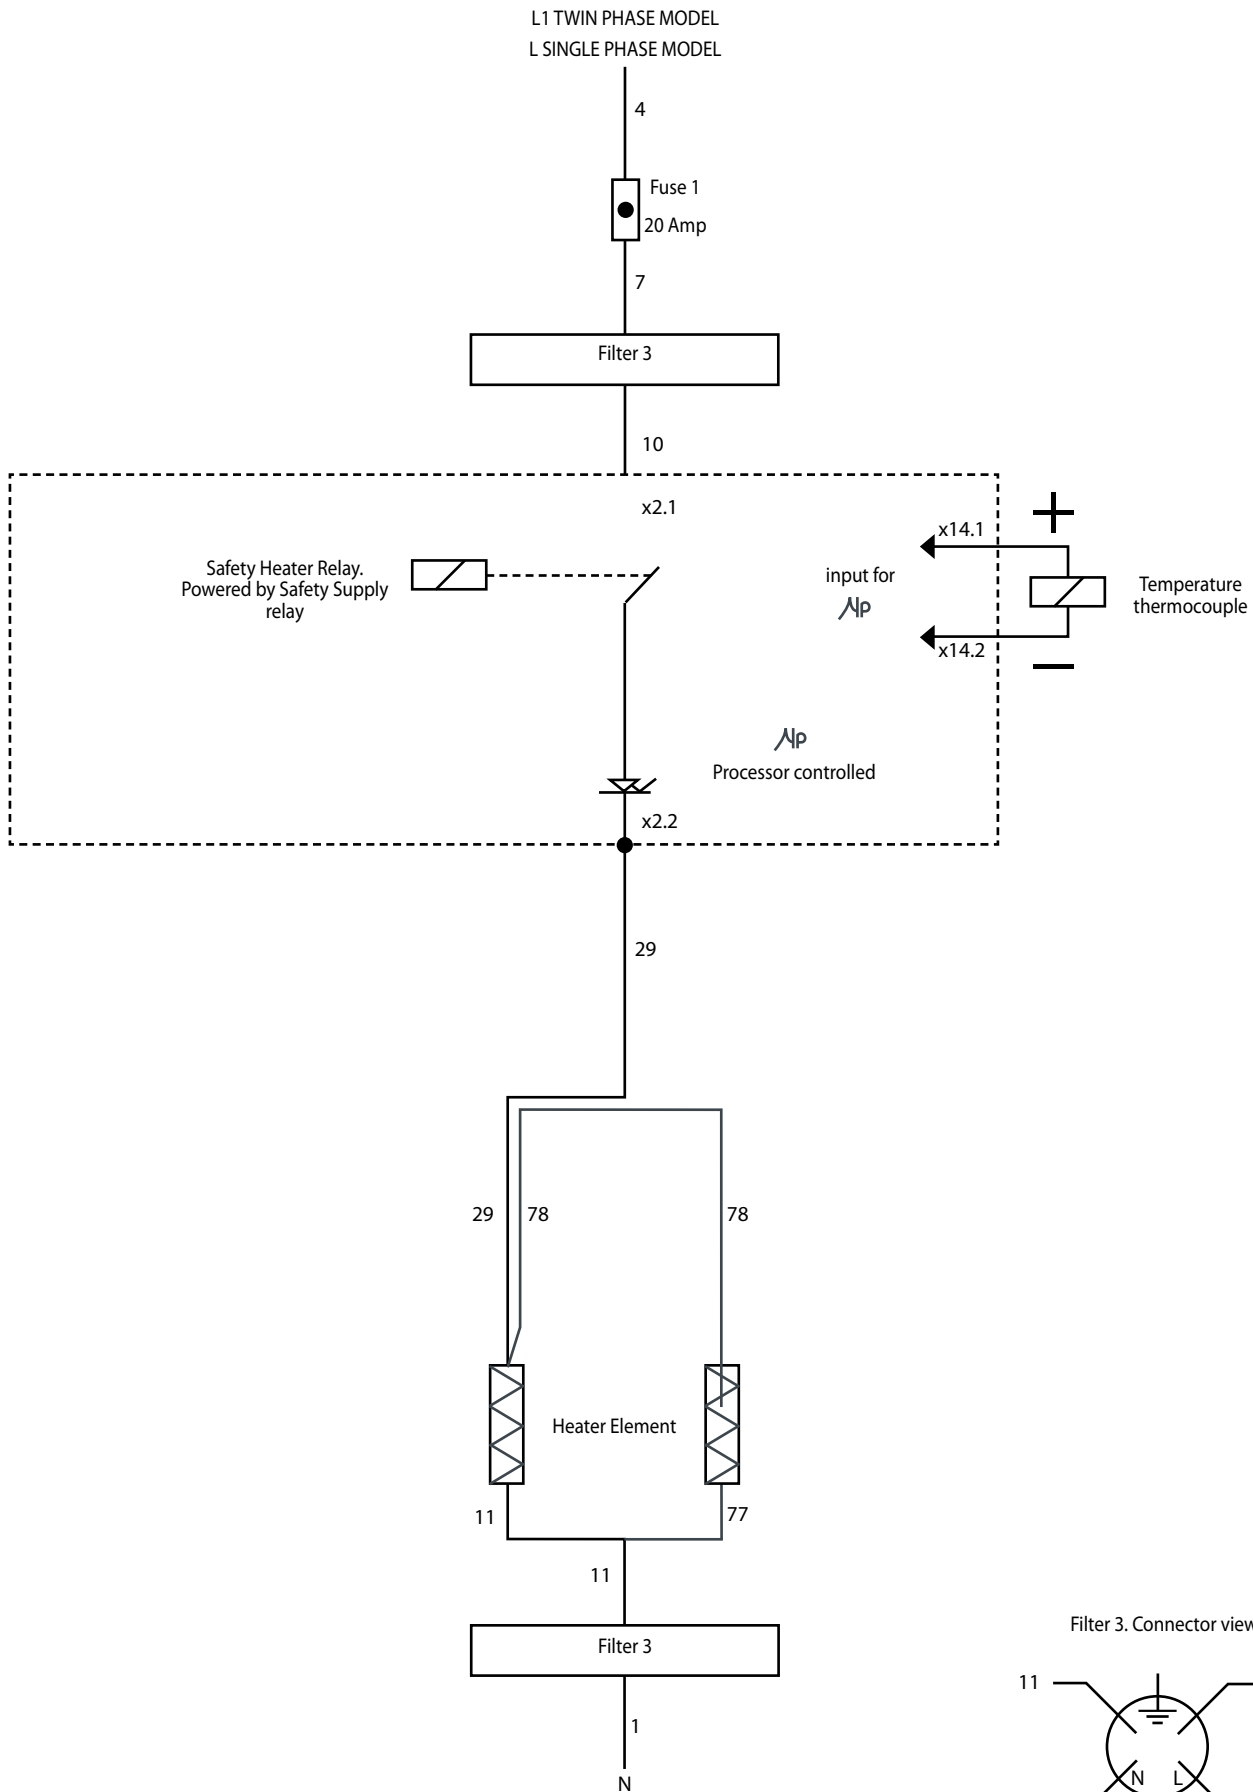 L1 TWIN PHASE MODEL
L SINGLE PHASE MODEL
4
Fuse 1
20 Amp
7
Filter 3
10
x2.1
Safety Heater Relay.
Powered by Safety Supply
relay
x14.1
input for
x14.2
+
−
Temperature
thermocouple
Processor controlled
x2.2
29
29
78
78
Heater Element
11
77
11
Filter 3
1
N
Filter 3. Connector view
11
N
L